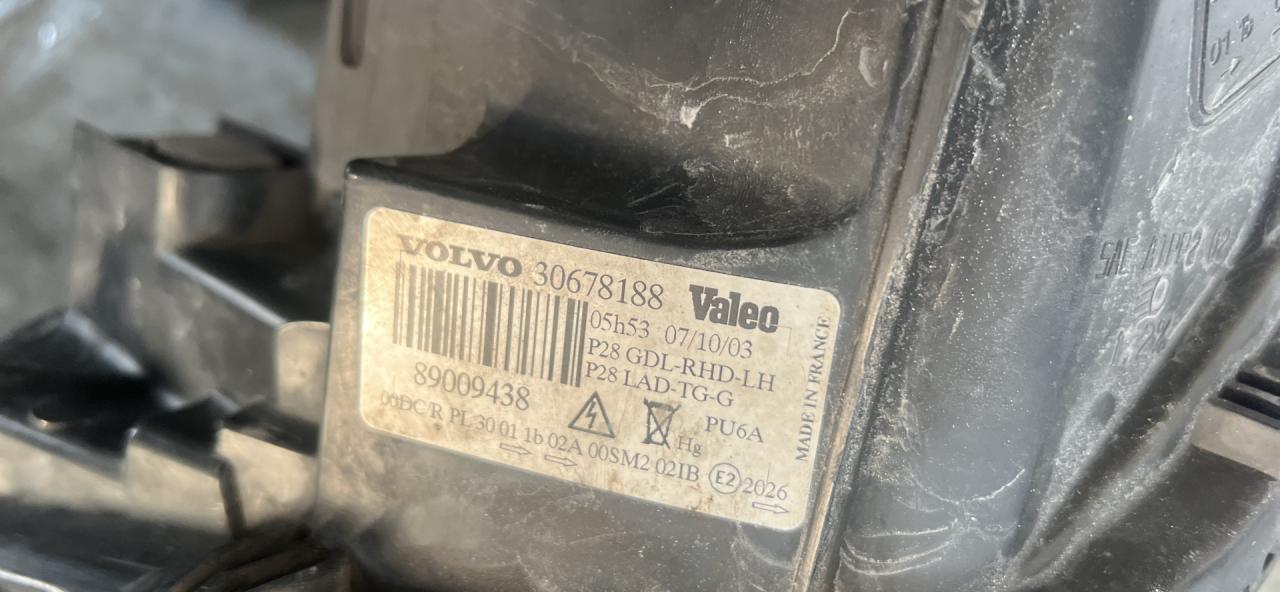 VOLVO 30678188 Valeo
05h53 07/10/03
P28 GDL-RHD-LH
P28 LAD-TG-G
89009438
PU6A
Hg
00DC/R PL 30 01 1b 02A 00SM2 02IB E2 2026
MADE IN FRANCE
SAE